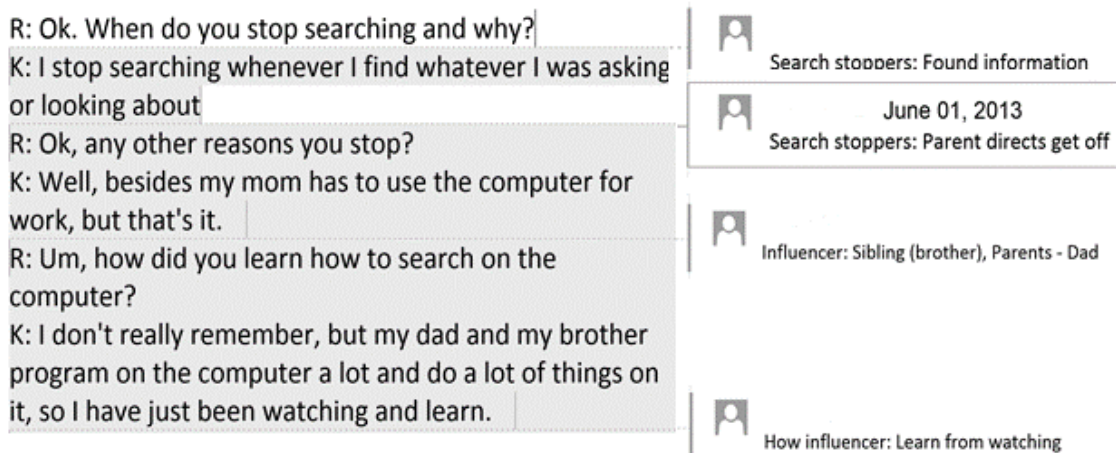 R: Ok. When do you stop searching and why?
K: I stop searching whenever I find whatever I was asking
or looking about
R: Ok, any other reasons you stop?
K: Well, besides my mom has to use the computer for
work, but that's it.
R: Um, how did you learn how to search on the
computer?
K: I don't really remember, but my dad and my brother
program on the computer a lot and do a lot of things on
it, so I have just been watching and learn.
Search stoppers: Found information
June 01, 2013
Search stoppers: Parent directs get off
Influencer: Sibling (brother), Parents - Dad
How influencer: Learn from watching